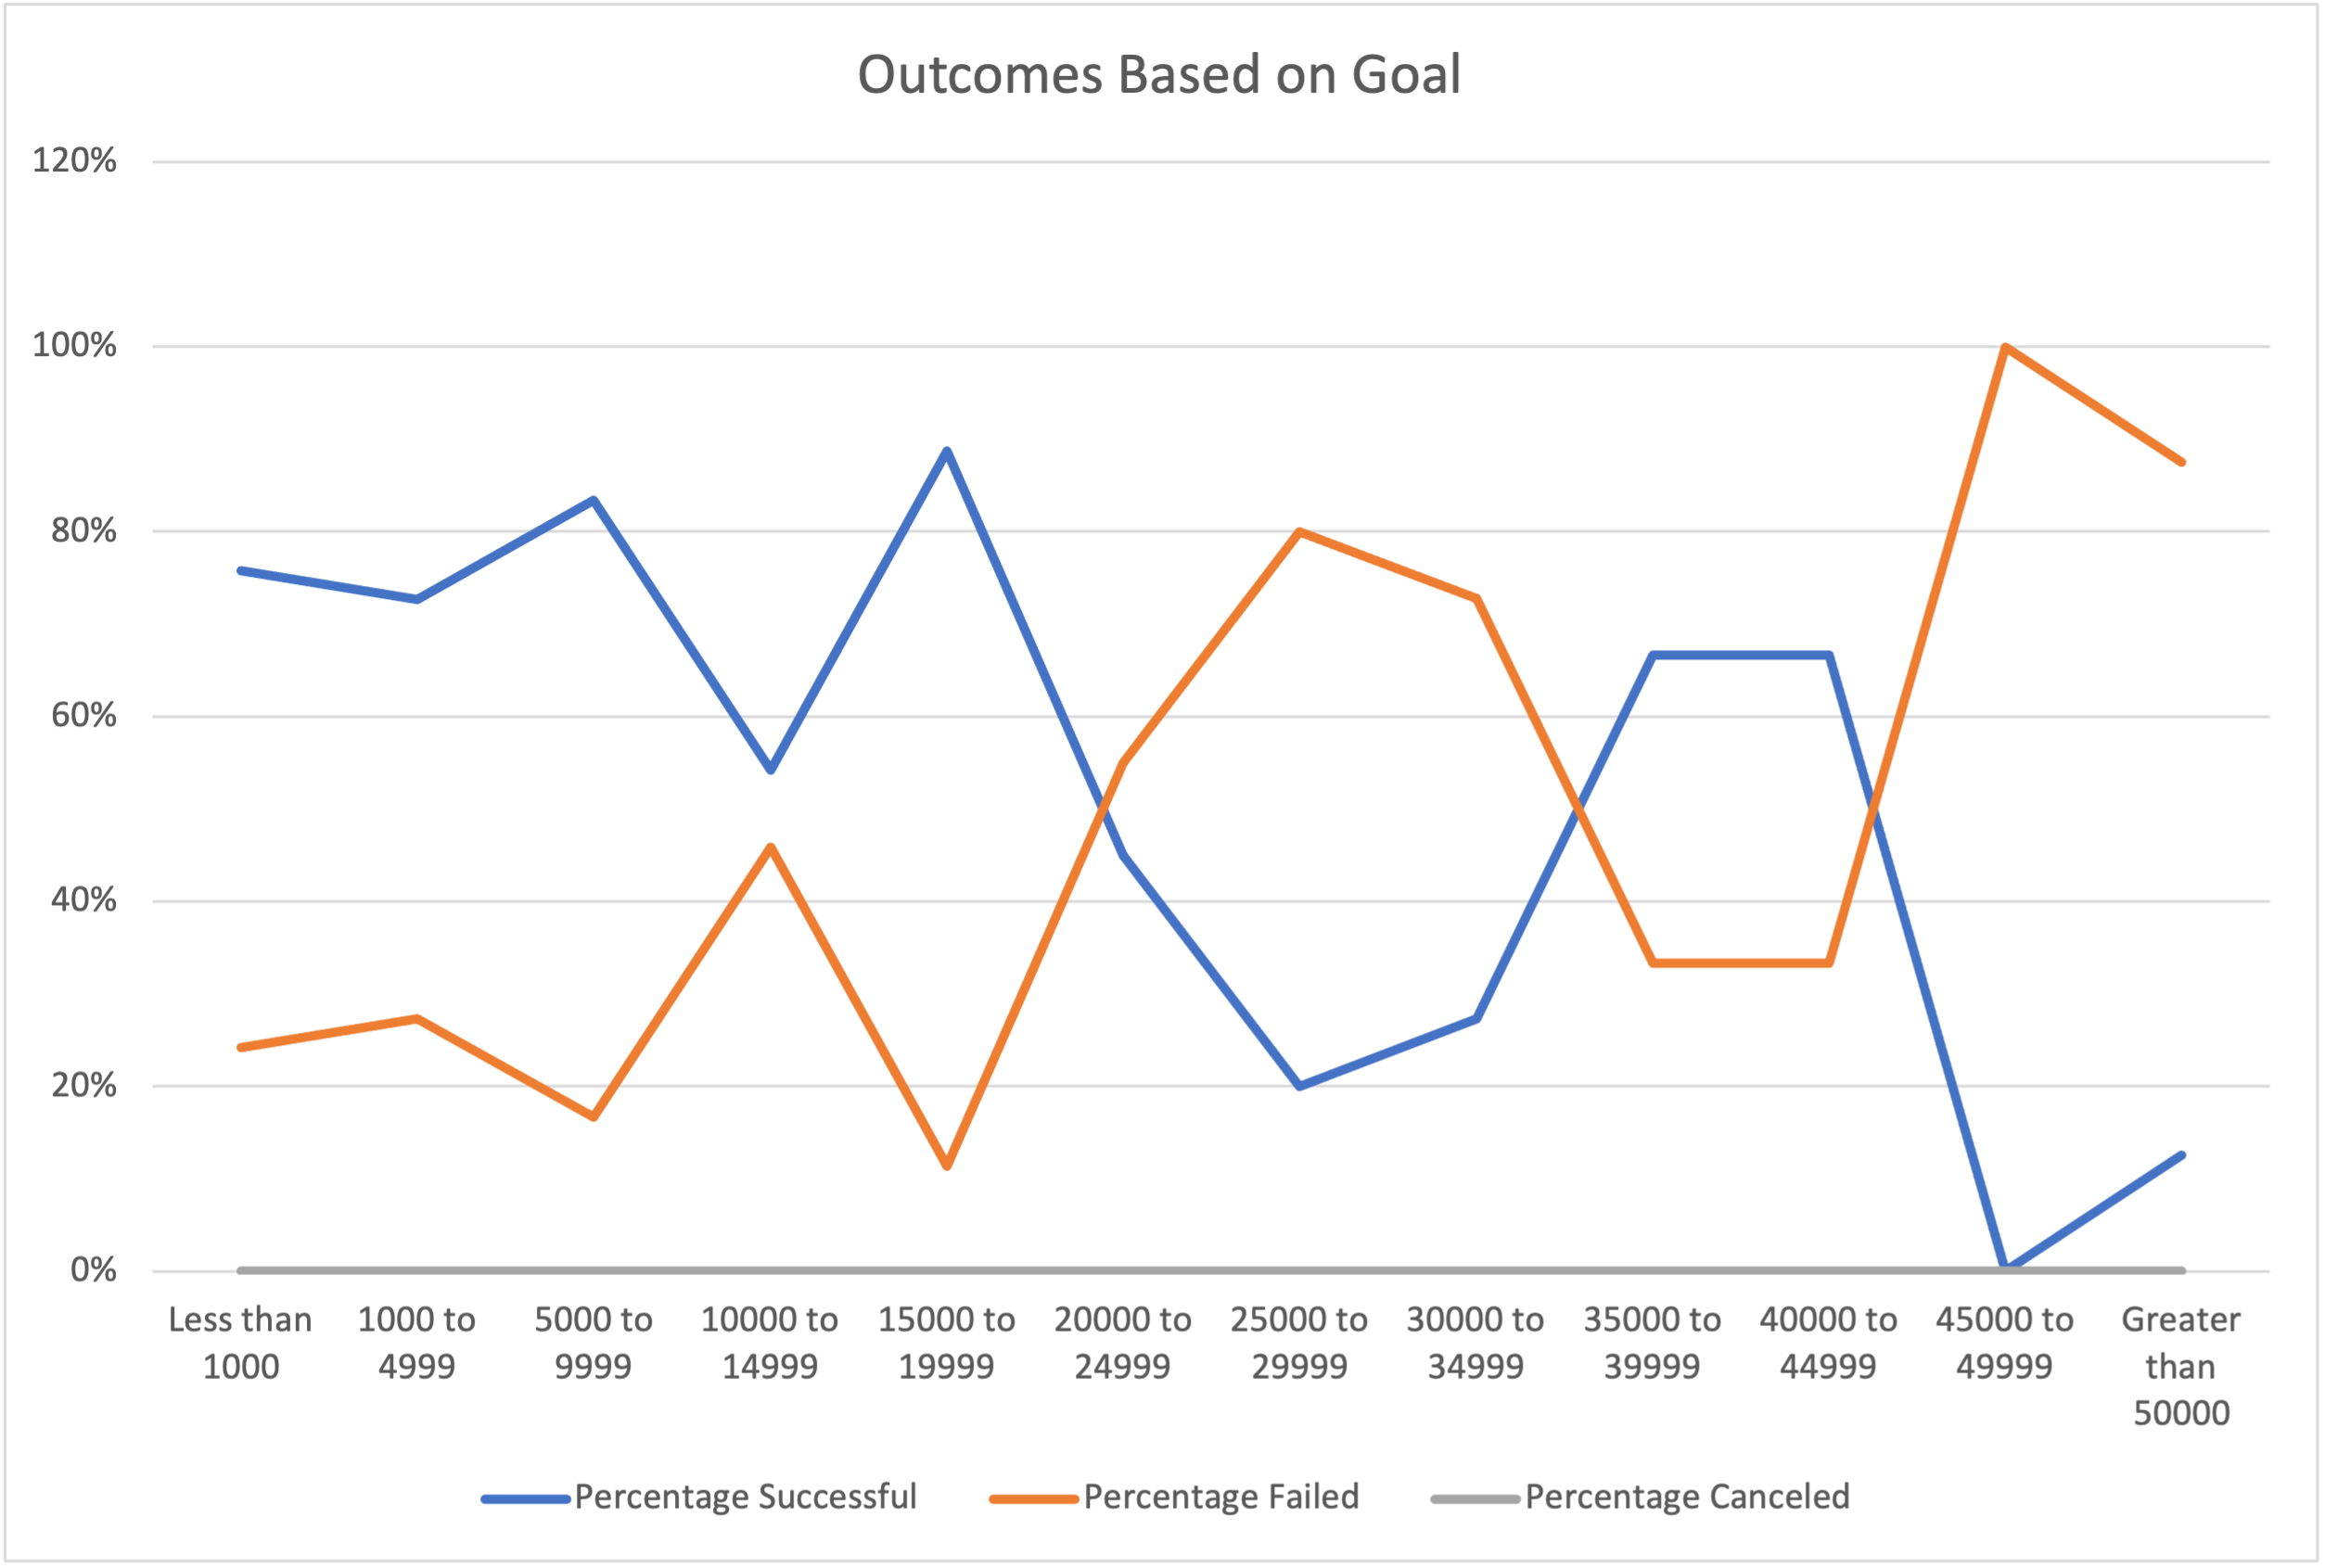 Outcomes Based on Goal
120%
100%
80%
60%
40%
20%
0%
Less than 1000
1000 to 4999
5000 to 9999
10000 to 14999
15000 to 19999
20000 to 24999
25000 to 29999
30000 to 34999
35000 to 39999
40000 to 44999
45000 to 49999
Greater than 50000
Percentage Successful
Percentage Failed
Percentage Canceled